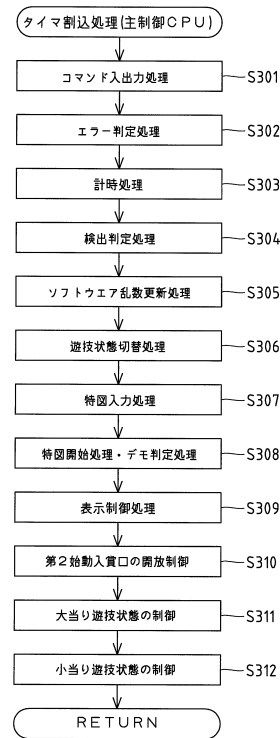 タイマ割込処理(主制御CPU)
コマンド入出力処理 S301
エラー判定処理 S302
計時処理 S303
検出判定処理 S304
ソフトウエア乱数更新処理 S305
遊技状態切替処理 S306
特図入力処理 S307
特図開始処理・デモ判定処理 S308
表示制御処理 S309
第2始動入賞口の開放制御 S310
大当り遊技状態の制御 S311
小当り遊技状態の制御 S312
RETURN